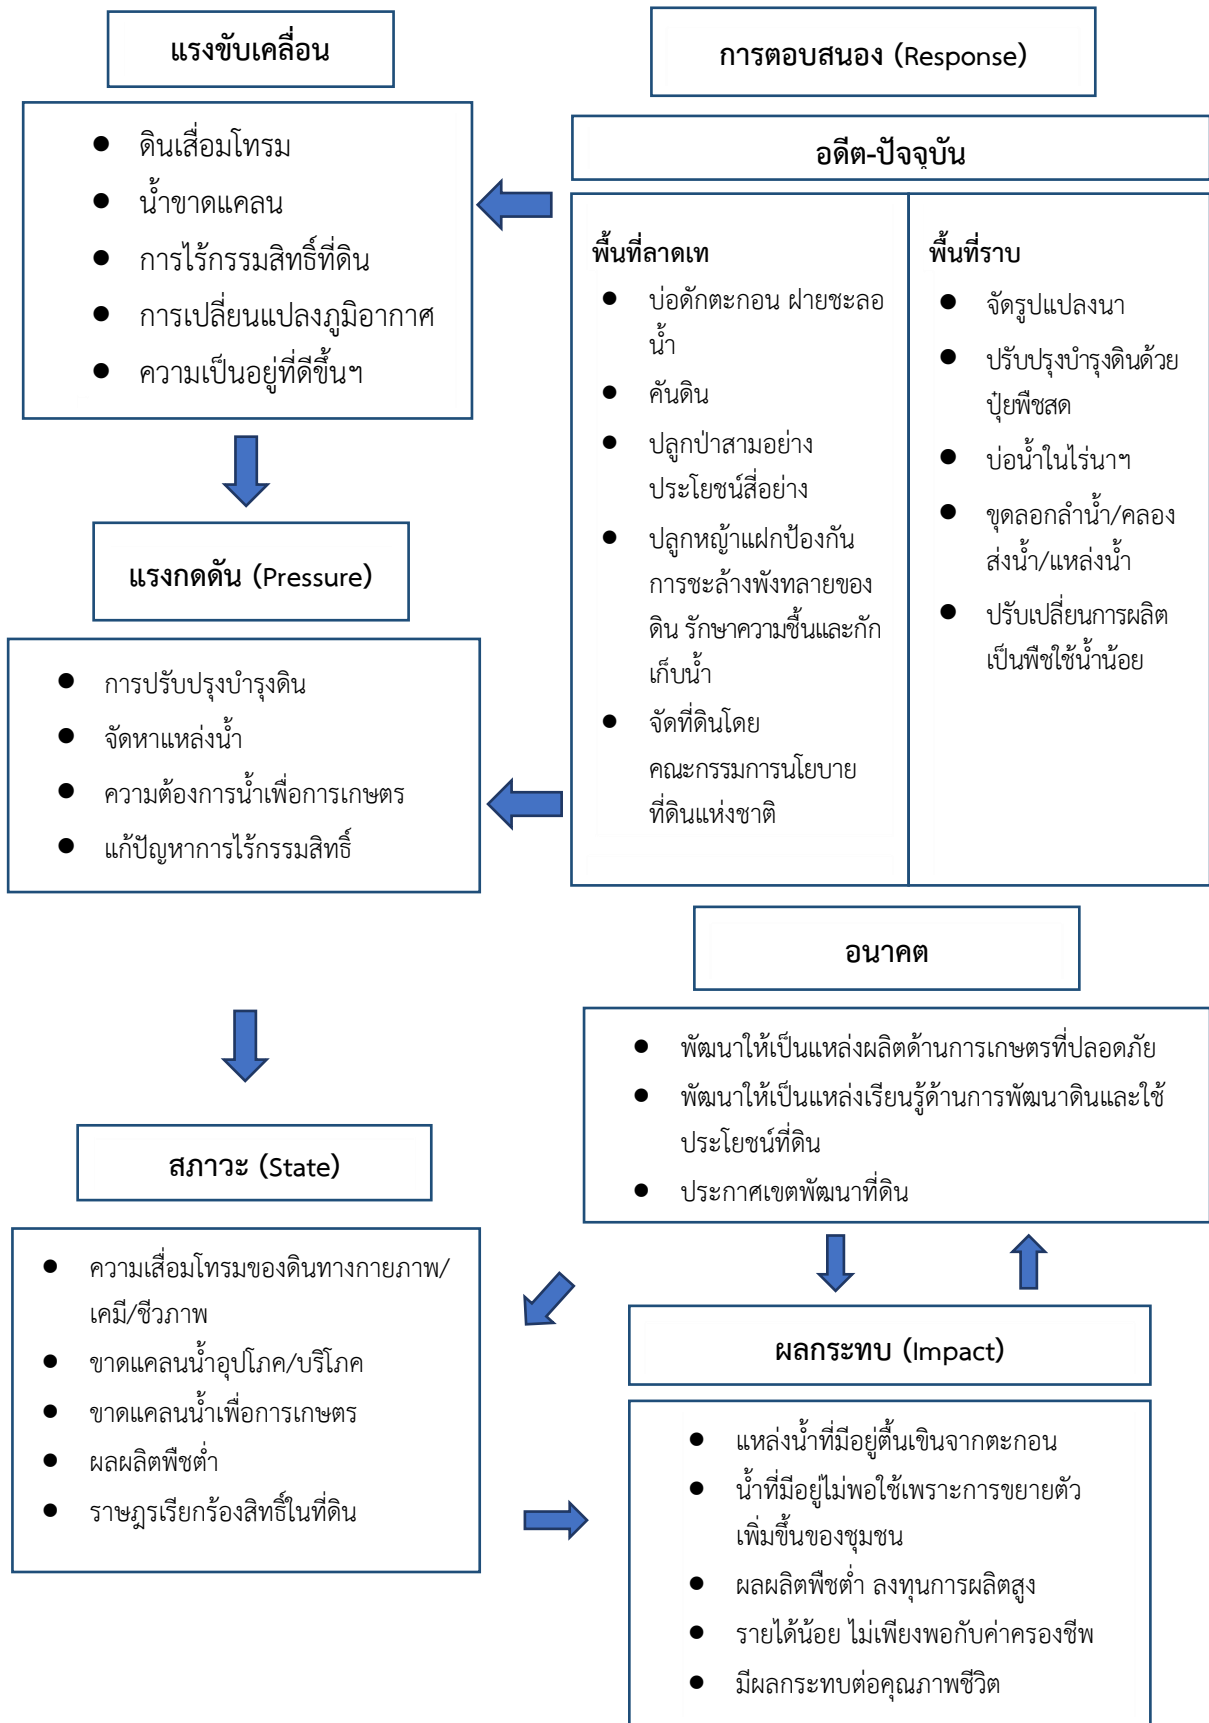 แรงขับเคลื่อน
ดินเสื่อมโทรม
น้ำขาดแคลน
การไร้กรรมสิทธิ์ที่ดิน
การเปลี่ยนแปลงภูมิอากาศ
ความเป็นอยู่ที่ดีขึ้นฯ
แรงกดดัน (Pressure)
การปรับปรุงบำรุงดิน
จัดหาแหล่งน้ำ
ความต้องการน้ำเพื่อการเกษตร
แก้ปัญหาการไร้กรรมสิทธิ์
สภาวะ (State)
ความเสื่อมโทรมของดินทางกายภาพ/
เคมี/ชีวภาพ
ขาดแคลนน้ำอุปโภค/บริโภค
ขาดแคลนน้ำเพื่อการเกษตร
ผลผลิตพืชต่ำ
ราษฎรเรียกร้องสิทธิ์ในที่ดิน
การตอบสนอง (Response)
อดีต-ปัจจุบัน
พื้นที่ลาดเท
บ่อดักตะกอน ฝายชะลอ
น้ำ
คันดิน
ปลูกป่าสามอย่าง
ประโยชน์สี่อย่าง
ปลูกหญ้าแฝกป้องกัน
การชะล้างพังทลายของ
ดิน รักษาความชื้นและกัก
เก็บน้ำ
จัดที่ดินโดย
คณะกรรมการนโยบาย
ที่ดินแห่งชาติ
พื้นที่ราบ
จัดรูปแปลงนา
ปรับปรุงบำรุงดินด้วย
ปุ๋ยพืชสด
บ่อน้ำในไร่นาฯ
ขุดลอกลำน้ำ/คลอง
ส่งน้ำ/แหล่งน้ำ
ปรับเปลี่ยนการผลิต
เป็นพืชใช้น้ำน้อย
อนาคต
พัฒนาให้เป็นแหล่งผลิตด้านการเกษตรที่ปลอดภัย
พัฒนาให้เป็นแหล่งเรียนรู้ด้านการพัฒนาดินและใช้
ประโยชน์ที่ดิน
ประกาศเขตพัฒนาที่ดิน
ผลกระทบ (Impact)
แหล่งน้ำที่มีอยู่ตื้นเขินจากตะกอน
น้ำที่มีอยู่ไม่พอใช้เพราะการขยายตัว
เพิ่มขึ้นของชุมชน
ผลผลิตพืชต่ำ ลงทุนการผลิตสูง
รายได้น้อย ไม่เพียงพอกับค่าครองชีพ
มีผลกระทบต่อคุณภาพชีวิต